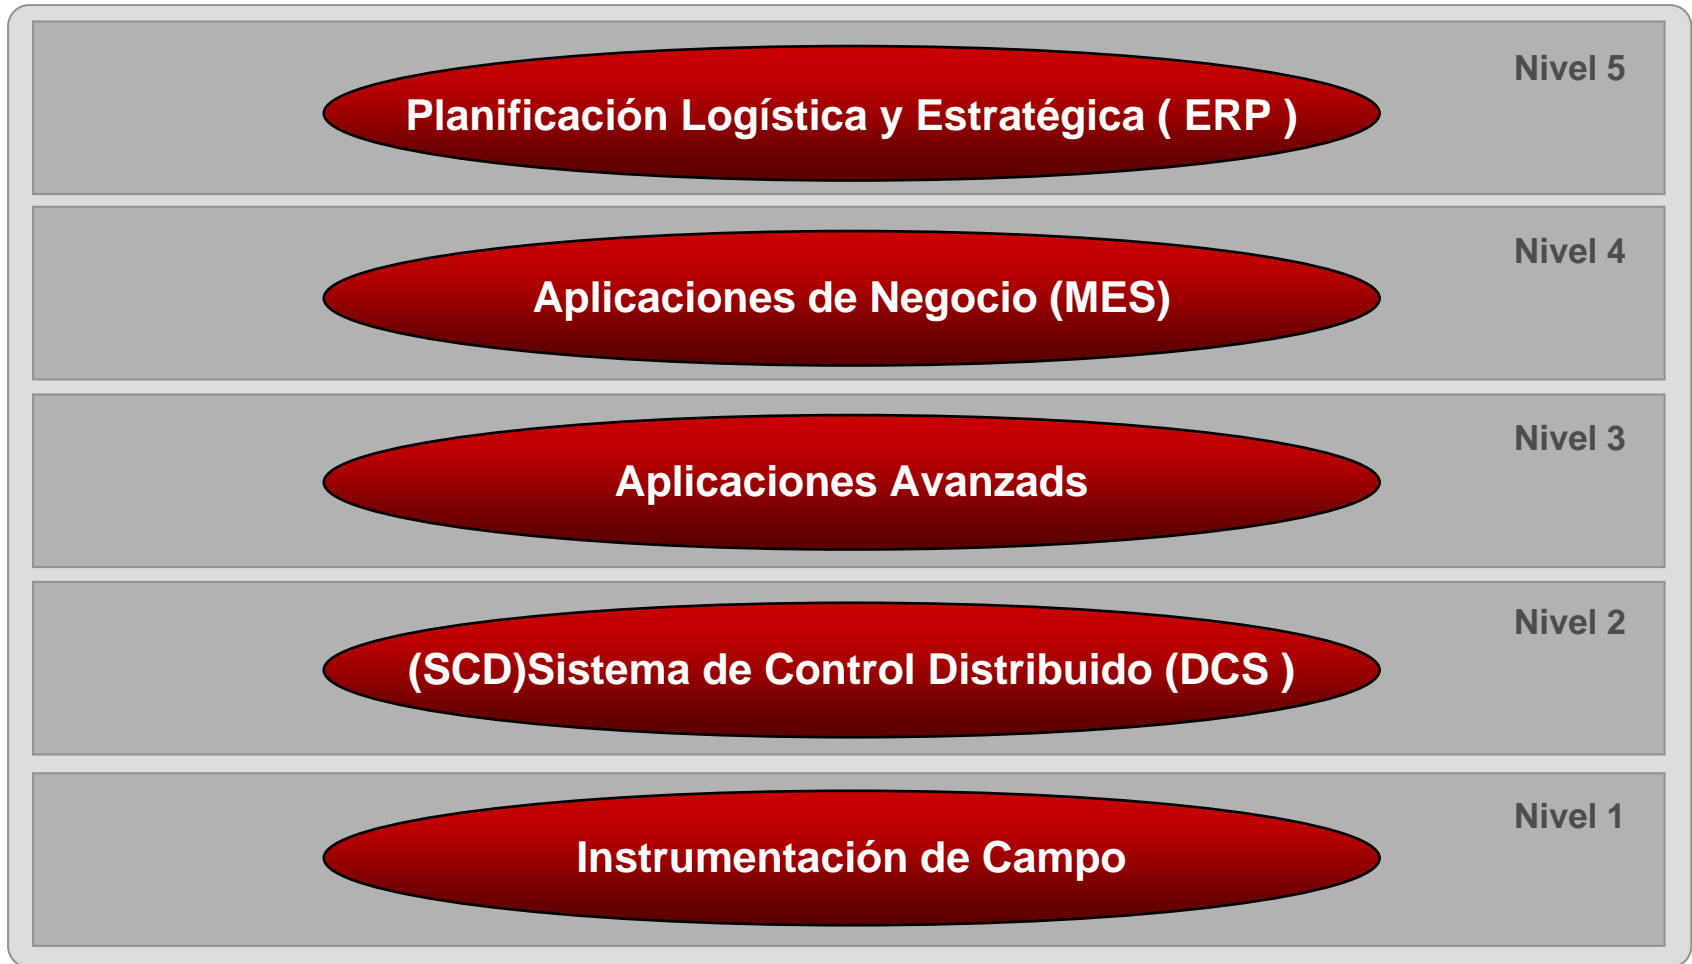 Nivel 5
Planificación Logística y Estratégica ( ERP )
Nivel 4
Aplicaciones de Negocio (MES)
Nivel 3
Aplicaciones Avanzads
Nivel 2
(SCD)Sistema de Control Distribuido (DCS )
Nivel 1
Instrumentación de Campo